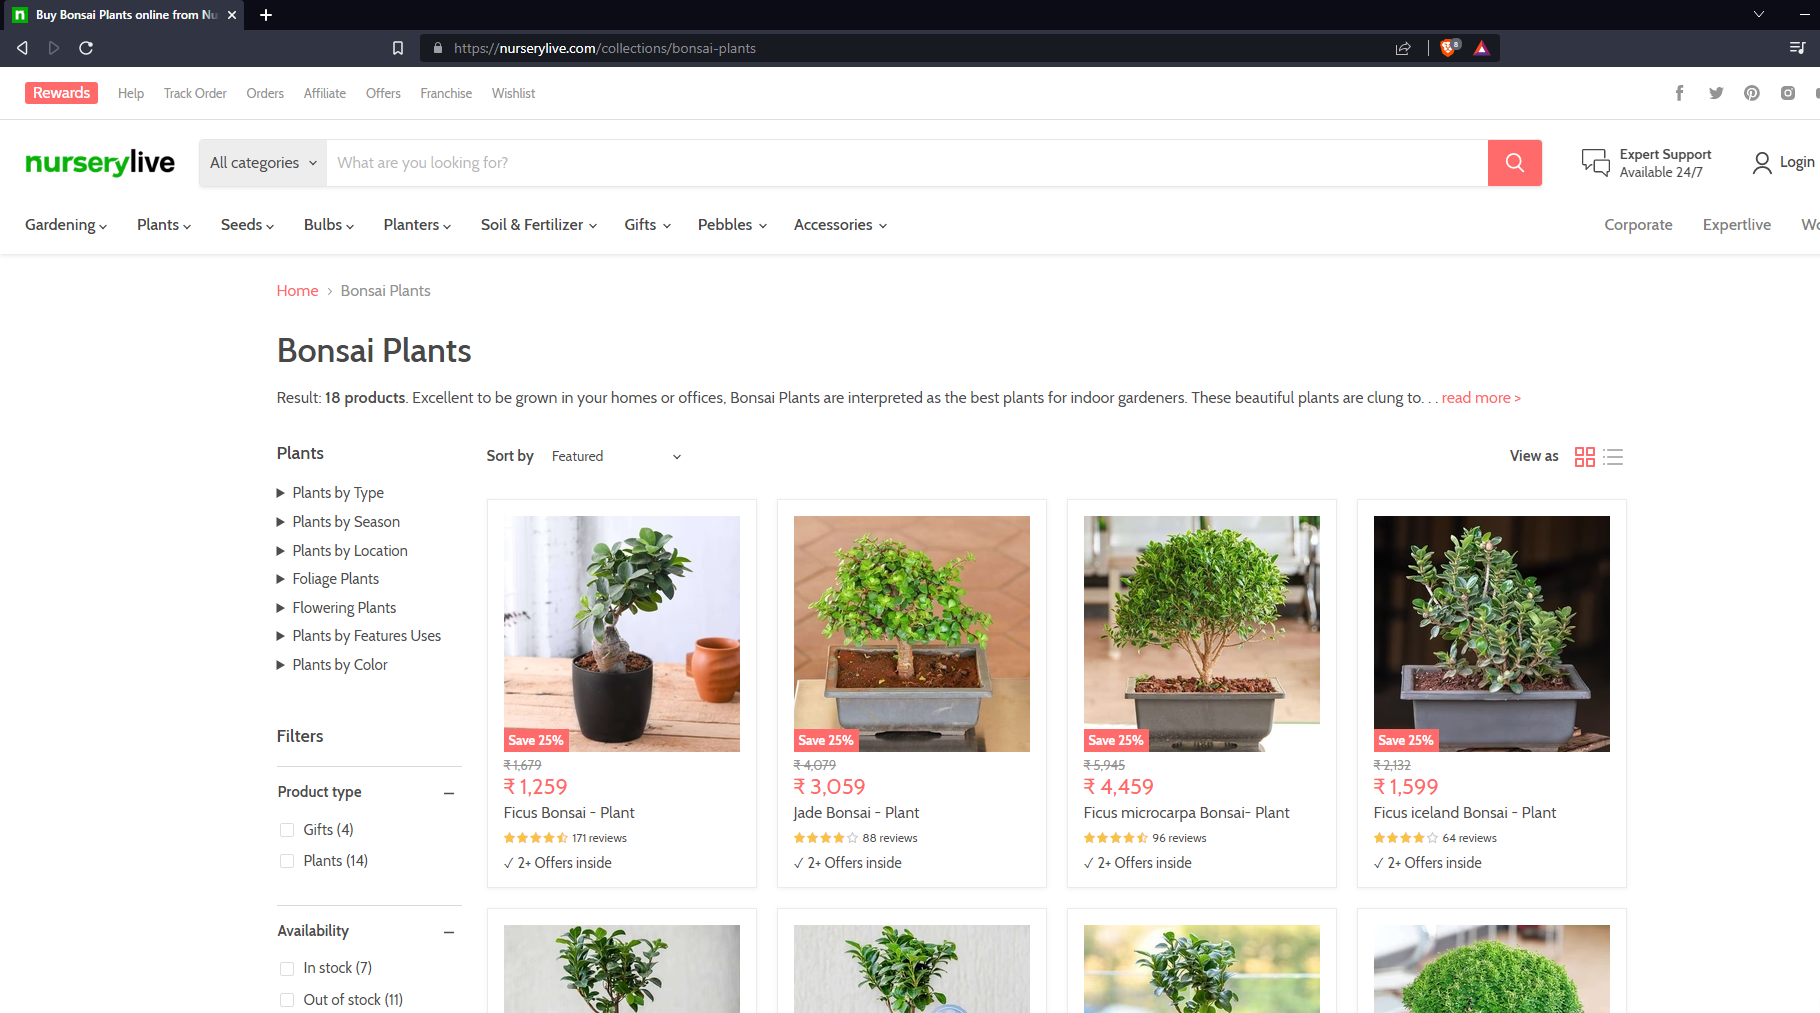 Buy Bonsai Plants online from Nu
https://nurserylive.com/collections/bonsai-plants
8
Rewards Help Track Order Orders Affiliate Offers Franchise Wishlist
nurserylive All categories What are you looking for? Expert Support
Available 24/7
Login
Gardening Plants Seeds Bulbs Planters Soil & Fertilizer Gifts Pebbles Accessories Corporate Expertlive Wo
Home > Bonsai Plants
Bonsai Plants
Result: 18 products. Excellent to be grown in your homes or offices, Bonsai Plants are interpreted as the best plants for indoor gardeners. These beautiful plants are clung to. . . read more >
Plants
Plants by Type
Plants by Season
Plants by Location
Foliage Plants
Flowering Plants
Plants by Features Uses
Plants by Color
Filters
Product type
Gifts (4)
Plants (14)
Availability
In stock (7)
Out of stock (11)
Sort by Featured View as
Save 25%
₹ 1,679
₹ 1,259
Ficus Bonsai - Plant
171 reviews
✓ 2+ Offers inside
Save 25%
₹ 4,079
₹ 3,059
Jade Bonsai - Plant
88 reviews
✓ 2+ Offers inside
Save 25%
₹ 5,945
₹ 4,459
Ficus microcarpa Bonsai- Plant
96 reviews
✓ 2+ Offers inside
Save 25%
₹ 2,132
₹ 1,599
Ficus iceland Bonsai - Plant
64 reviews
✓ 2+ Offers inside